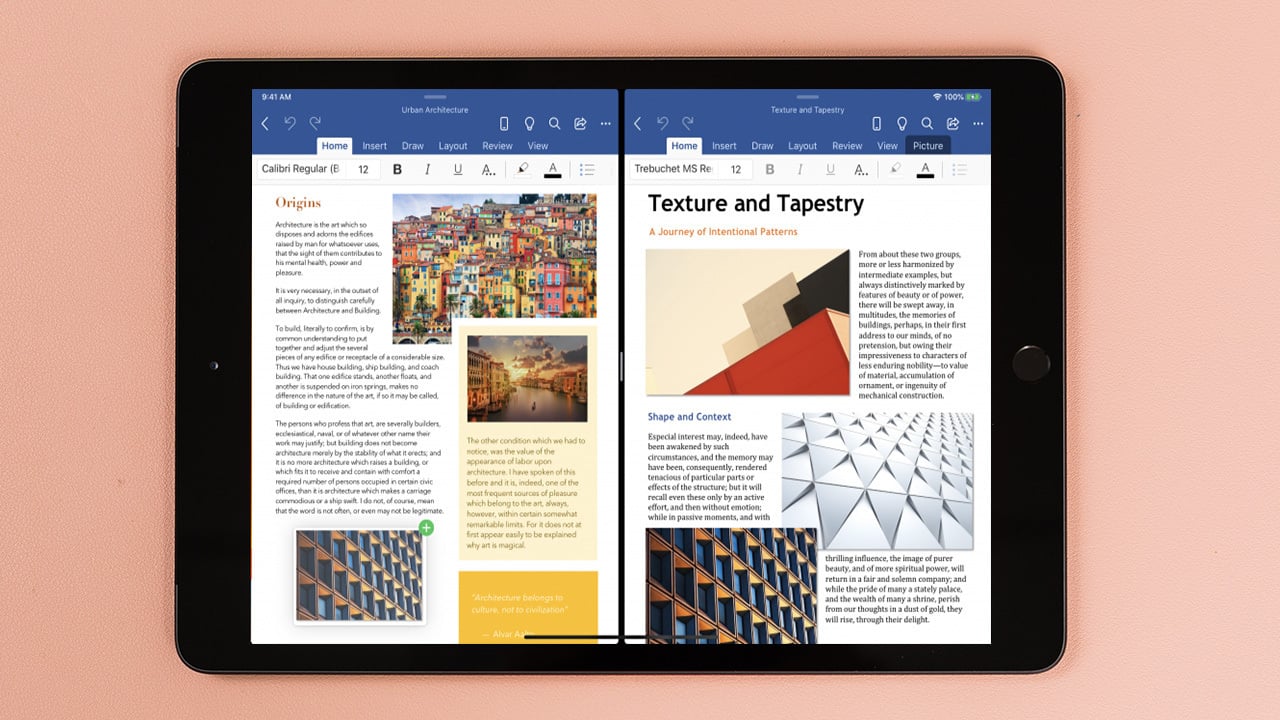 9:41 AM
Urban Architecture
Home Insert Draw Layout Review View
Calibri Regular (B 12 B I U A.. A
Origins
Architecture is the art which so
disposes and adorns the edifices
raised by man for whatsoever uses,
that the sight of them contributes to
his mental health, power and
pleasure.
It is very necessary, in the outset of
all inquiry, to distinguish carefully
between Architecture and Building.
To build, literally to confirm, is by
common understanding to put
together and adjust the several
pieces of any edifice or receptacle of a considerable size.
Thus we have house building, ship building, and coach
building. That one edifice stands, another floats, and
another is suspended on iron springs, makes no
difference in the nature of the art, if so it may be called,
of building or edification.
The persons who profess that art, are severally builders,
ecclesiastical, naval, or of whatever other name their
work may justify; but building does not become
architecture merely by the stability of what it erects; and
it is no more architecture which raises a building, or
which fits it to receive and contain with comfort a
required number of persons occupied in certain civic
offices, than it is architecture which makes a carriage
commodious or a ship swift. I do not, of course, mean
that the word is not often, or even may not be legitimate.
The other condition which we had to
notice, was the value of the
appearance of labor upon
architecture. I have spoken of this
before and it is, indeed, one of the
most frequent sources of pleasure
which belong to the art, always,
however, within certain somewhat
remarkable limits. For it does not at
first appear easily to be explained
why art is magical.
"Architecture belongs to
culture, not to civilization"
— Alvar
100%
Texture and Tapestry
Home Insert Draw Layout Review View Picture
Trebuchet MS Re 12 B I U A.. A
Texture and Tapestry
A Journey of Intentional Patterns
From about these two groups,
more or less harmonized by
intermediate examples, but
always distinctively marked by
features of beauty or of power,
there will be swept away, in
multitudes, the memories of
buildings, perhaps, in their first
address to our minds, of no
pretension, but owing their
impressiveness to characters of
less enduring nobility—to value
of material, accumulation of
ornament, or ingenuity of
mechanical construction.
Shape and Context
Especial interest may, indeed, have
been awakened by such
circumstances, and the memory may
have been, consequently, rendered
tenacious of particular parts or
effects of the structure; but it will
recall even these only by an active
effort, and then without emotion;
while in passive moments, and with
thrilling influence, the image of purer
beauty, and of more spiritual power, will
return in a fair and solemn company; and
while the pride of many a stately palace,
and the wealth of many a shrine, perish
from our thoughts in a dust of gold, they
will rise, through their delight.